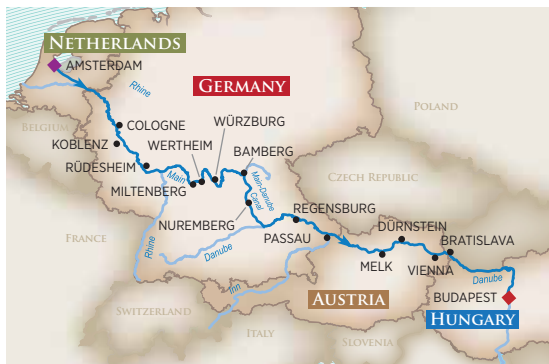 NETHERLANDS
AMSTERDAM
Rhine
GERMANY
POLAND
BELGIUM
COLOGNE
WÜRZBURG
KOBLENZ
WERTHEIM
BAMBERG
RÜDESHEIM
Main
MILTENBERG
Main-Danube
Canal
CZECH REPUBLIC
NUREMBERG
REGENSBURG
FRANCE
Rhine
Danube
PASSAU
DÜRNSTEIN
BRATISLAVA
MELK
VIENNA
Danube
Inn
AUSTRIA
BUDAPEST
SWITZERLAND
HUNGARY
ITALY
SLOVENIA